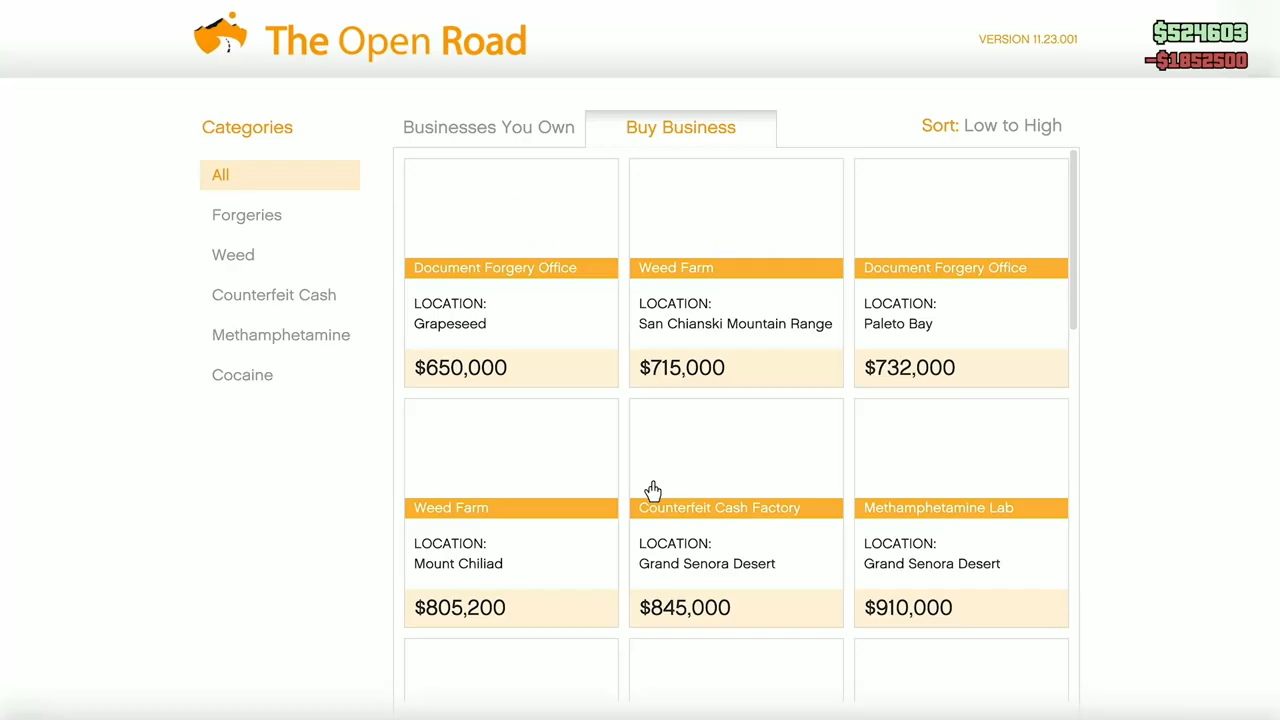 The Open Road
VERSION 11.23.001
$524603
-$1852500
Categories
Businesses You Own
Buy Business
Sort: Low to High
All
Forgeries
Weed
Counterfeit Cash
Methamphetamine
Cocaine
Document Forgery Office
LOCATION:
Grapeseed
$650,000
Weed Farm
LOCATION:
San Chianski Mountain Range
$715,000
Document Forgery Office
LOCATION:
Paleto Bay
$732,000
Weed Farm
LOCATION:
Mount Chiliad
$805,200
Counterfeit Cash Factory
LOCATION:
Grand Senora Desert
$845,000
Methamphetamine Lab
LOCATION:
Grand Senora Desert
$910,000